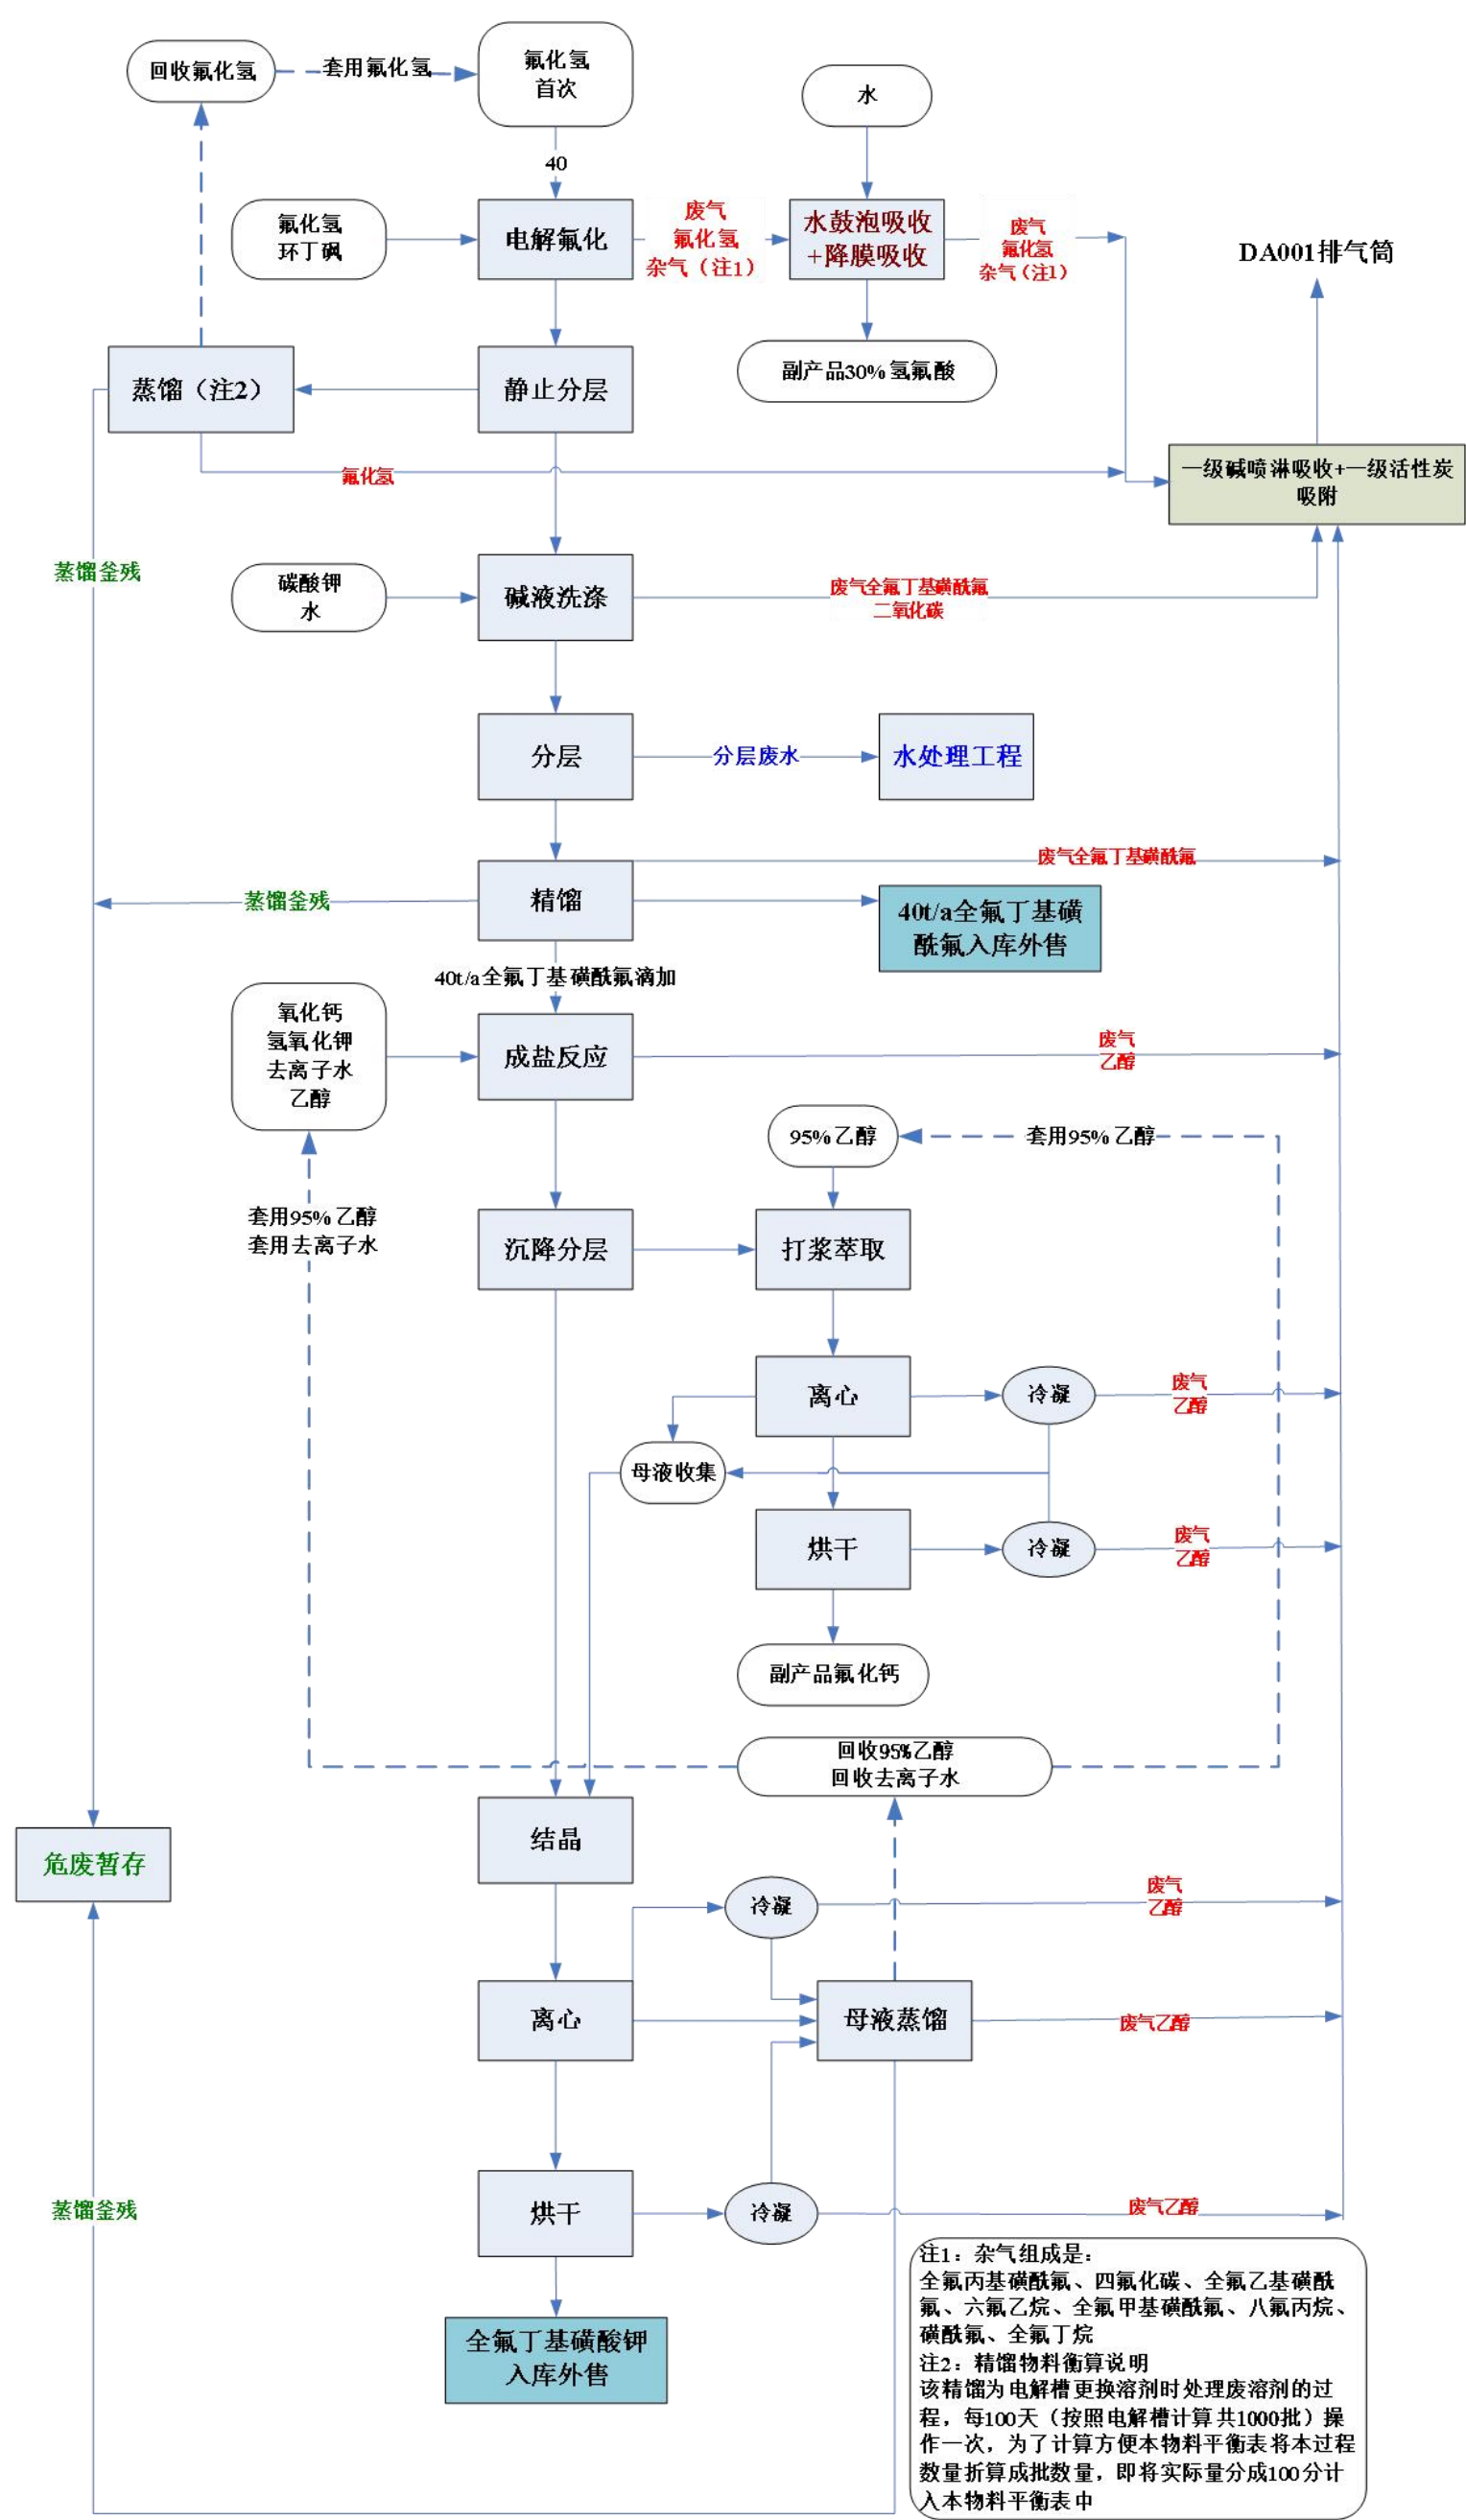 回收氟化氢
套用氟化氢
氟化氢
首次
水
40
氟化氢
环丁砜
电解氟化
废气
氟化氢
杂气（注1）
水鼓泡吸收
+降膜吸收
废气
氟化氢
杂气（注1）
DA001排气筒
蒸馏（注2）
静止分层
副产品30%氢氟酸
氟化氢
一级碱喷淋吸收+一级活性炭
吸附
蒸馏釜残
碳酸钾
水
碱液洗涤
废气全氟丁基磺酰氟
二氧化碳
分层
分层废水
水处理工程
废气全氟丁基磺酰氟
蒸馏釜残
精馏
40t/a全氟丁基磺
酰氟入库外售
40t/a全氟丁基磺酰氟滴加
氧化钙
氢氧化钾
去离子水
乙醇
成盐反应
废气
乙醇
95%乙醇
套用95%乙醇
套用95%乙醇
套用去离子水
沉降分层
打浆萃取
离心
冷凝
废气
乙醇
母液收集
烘干
冷凝
废气
乙醇
副产品氟化钙
回收95%乙醇
回收去离子水
结晶
危废暂存
冷凝
废气
乙醇
离心
母液蒸馏
废气乙醇
蒸馏釜残
烘干
冷凝
废气乙醇
全氟丁基磺酸钾
入库外售
注1：杂气组成是：
全氟丙基磺酰氟、四氟化碳、全氟乙基磺酰
氟、六氟乙烷、全氟甲基磺酰氟、八氟丙烷、
磺酰氟、全氟丁烷
注2：精馏物料衡算说明
该精馏为电解槽更换溶剂时处理废溶剂的过
程，每100天（按照电解槽计算共1000批）操
作一次，为了计算方便本物料平衡表将本过程
数量折算成批数量，即将实际量分成100分计
入本物料平衡表中